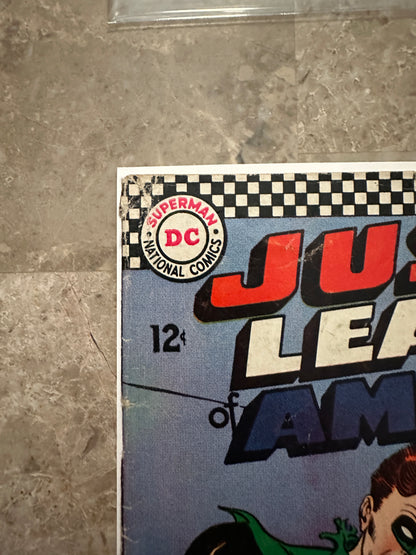 SUPERMAN
DC
NATIONAL COMICS
JUS
12¢
LEA
of AM